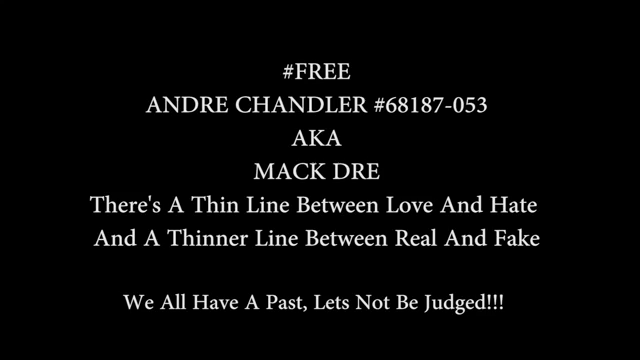 #FREE
ANDRE CHANDLER #68187-053
AKA
MACK DRE
There's A Thin Line Between Love And Hate
And A Thinner Line Between Real And Fake
We All Have A Past, Lets Not Be Judged!!!